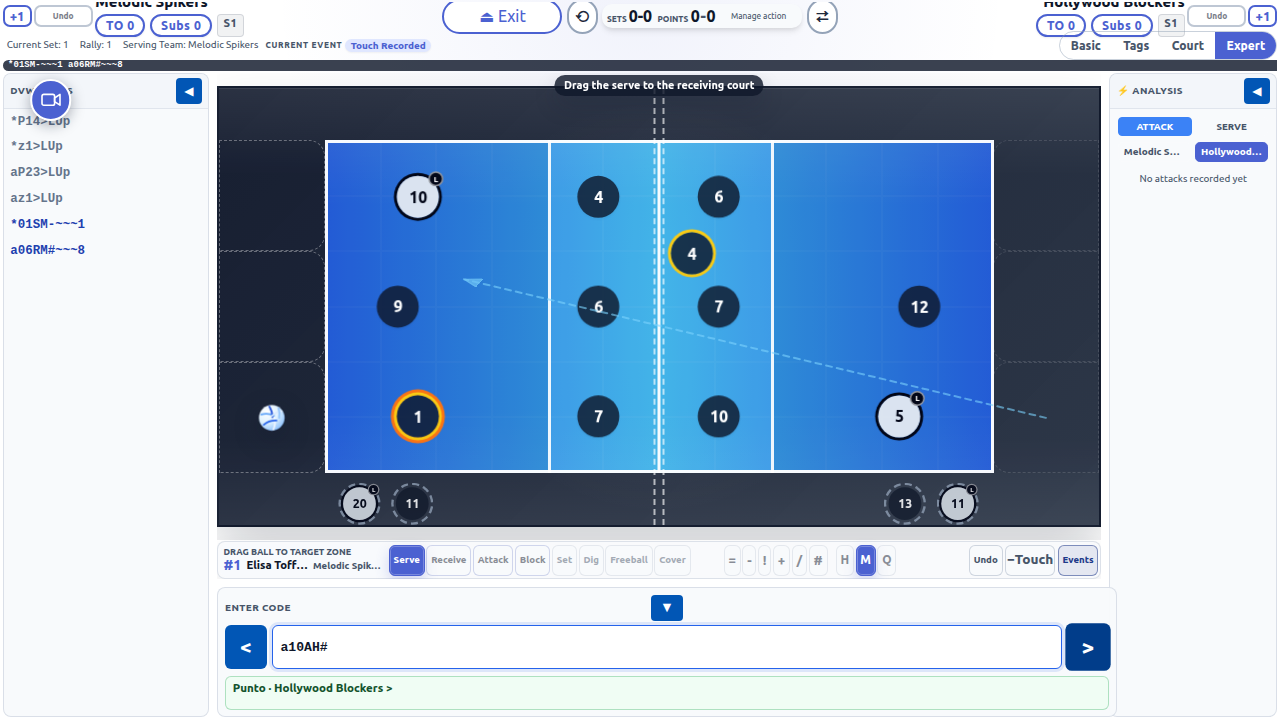 +1
Undo
Melodic Spikers
TO 0
Subs 0
S1
⏏ Exit
SETS 0-0 POINTS 0-0
Manage action
Hollywood Blockers
TO 0
Subs 0
S1
Undo
+1
Current Set: 1 Rally: 1 Serving Team: Melodic Spikers CURRENT EVENT Touch Recorded
Basic Tags Court Expert
*01SM-~~~1 a06RM#~~~8
*P14>LUp
*z1>LUp
aP23>LUp
az1>LUp
*01SM-~~~1
a06RM#~~~8
Drag the serve to the receiving court
10 L
4
6
4
9
6
7
12
1
7
10
5 L
20 L
11
13
11 L
⚡ ANALYSIS
ATTACK SERVE
Melodic S... Hollywood...
No attacks recorded yet
DRAG BALL TO TARGET ZONE
#1 Elisa Toff... Melodic Spik...
Serve Receive Attack Block Set Dig Freeball Cover
= - ! + / # H M Q
Undo −Touch Events
ENTER CODE
▼
<
a10AH#
>
Punto · Hollywood Blockers >